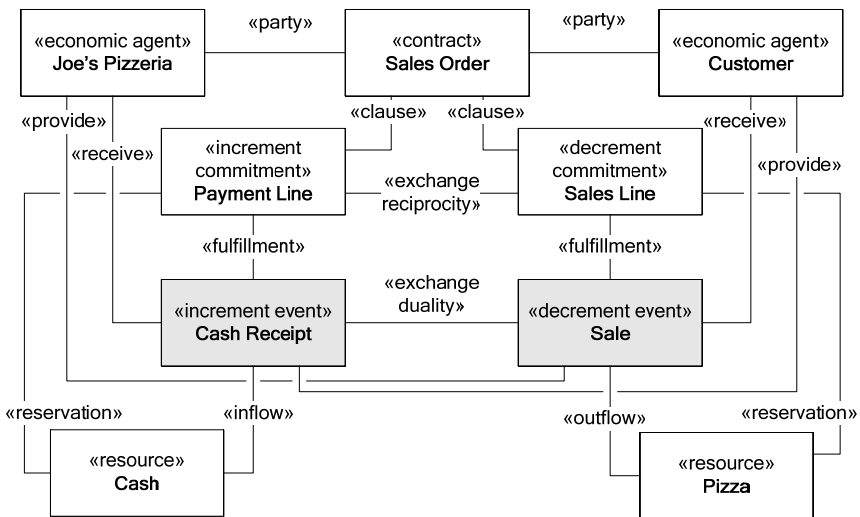 «party»
«party»
«economic agent»
Joe's Pizzeria
«contract»
Sales Order
«economic agent»
Customer
«provide»
«clause»
«clause»
«receive»
«receive»
«increment
commitment»
Payment Line
«exchange
reciprocity»
«decrement
commitment»
Sales Line
«provide»
«fulfillment»
«fulfillment»
«increment event»
Cash Receipt
«exchange
duality»
«decrement event»
Sale
«reservation»
«inflow»
«outflow»
«reservation»
«resource»
Cash
«resource»
Pizza